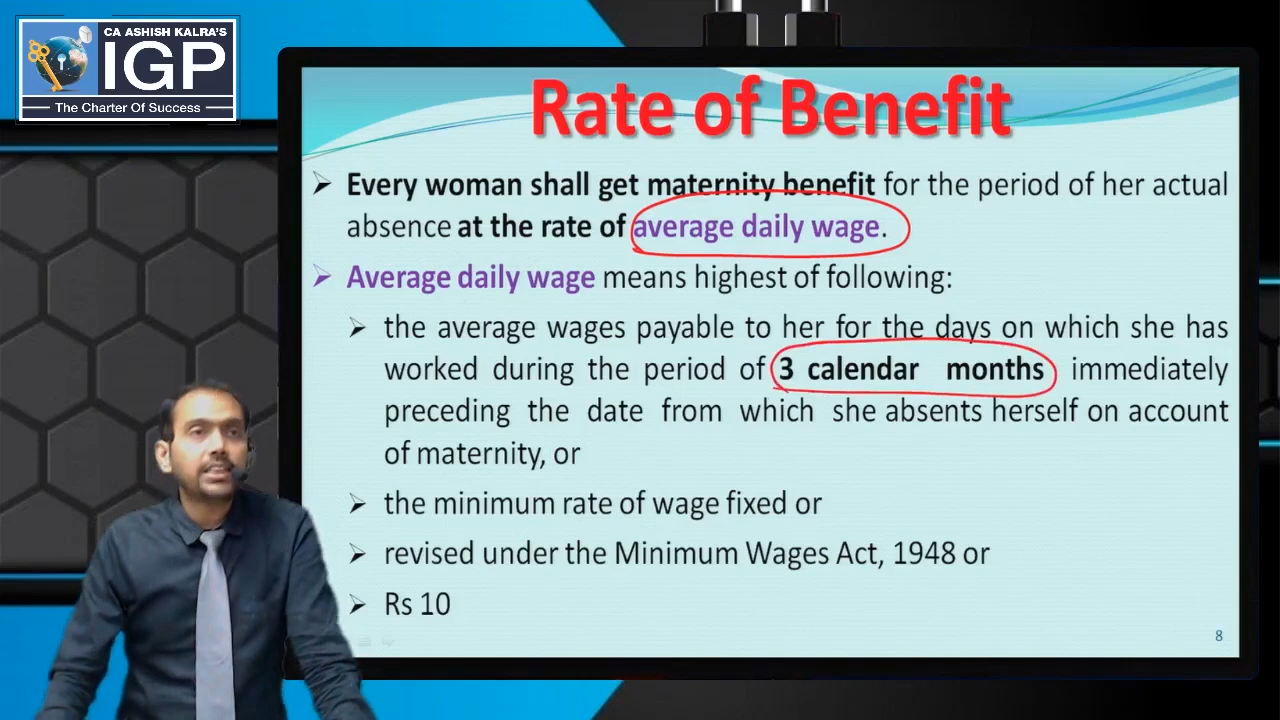 CA ASHISH KALRA'S
IGP
The Charter Of Success
Rate of Benefit
Every woman shall get maternity benefit for the period of her actual
absence at the rate of average daily wage.
Average daily wage means highest of following:
the average wages payable to her for the days on which she has
worked during the period of 3 calendar months immediately
preceding the date from which she absents herself on account
of maternity, or
the minimum rate of wage fixed or
revised under the Minimum Wages Act, 1948 or
Rs 10
8